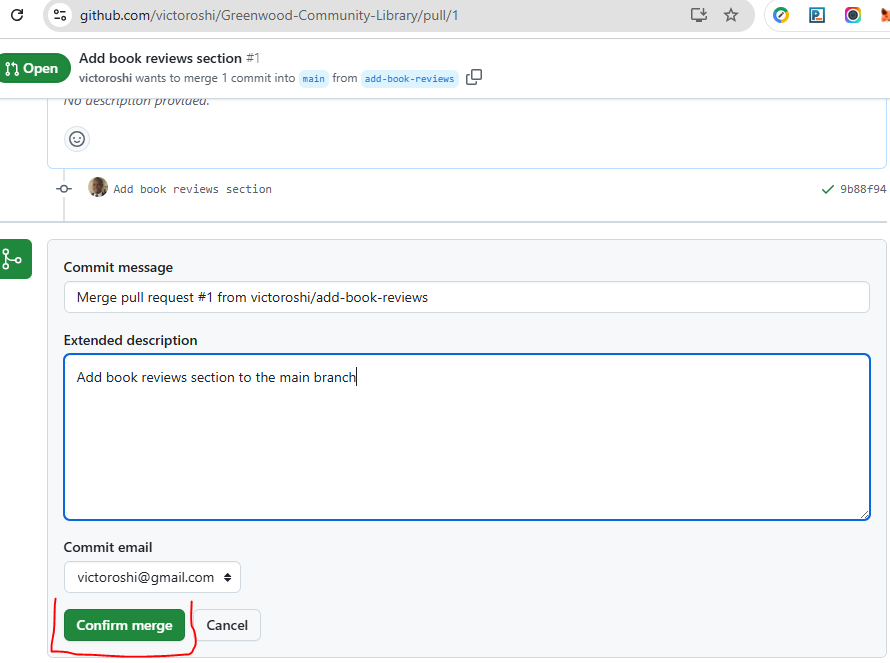 github.com/victoroshi/Greenwood-Community-Library/pull/1
Open
Add book reviews section #1
victoroshi wants to merge 1 commit into main from add-book-reviews
No description provided.
Add book reviews section 9b88f94
Commit message
Merge pull request #1 from victoroshi/add-book-reviews
Extended description
Add book reviews section to the main branch
Commit email
victoroshi@gmail.com
Confirm merge Cancel